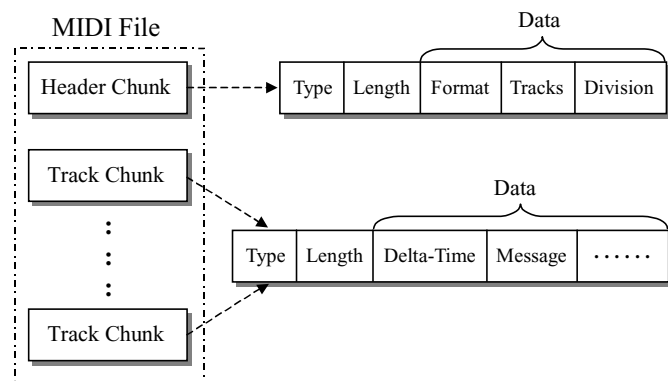 MIDI File
Data
Header Chunk
Type Length Format Tracks Division
Track Chunk
Data
Type Length Delta-Time Message ······
Track Chunk